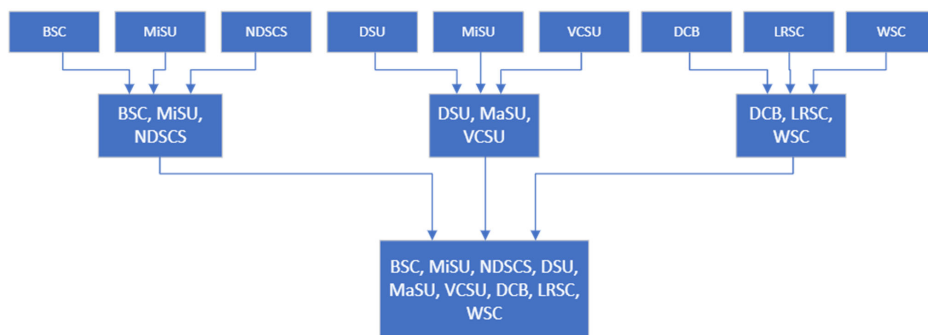 BSC
MiSU
NDSCS
DSU
MiSU
VCSU
DCB
LRSC
WSC
BSC, MiSU,
NDSCS
DSU, MaSU,
VCSU
DCB, LRSC,
WSC
BSC, MiSU, NDSCS, DSU,
MaSU, VCSU, DCB, LRSC,
WSC